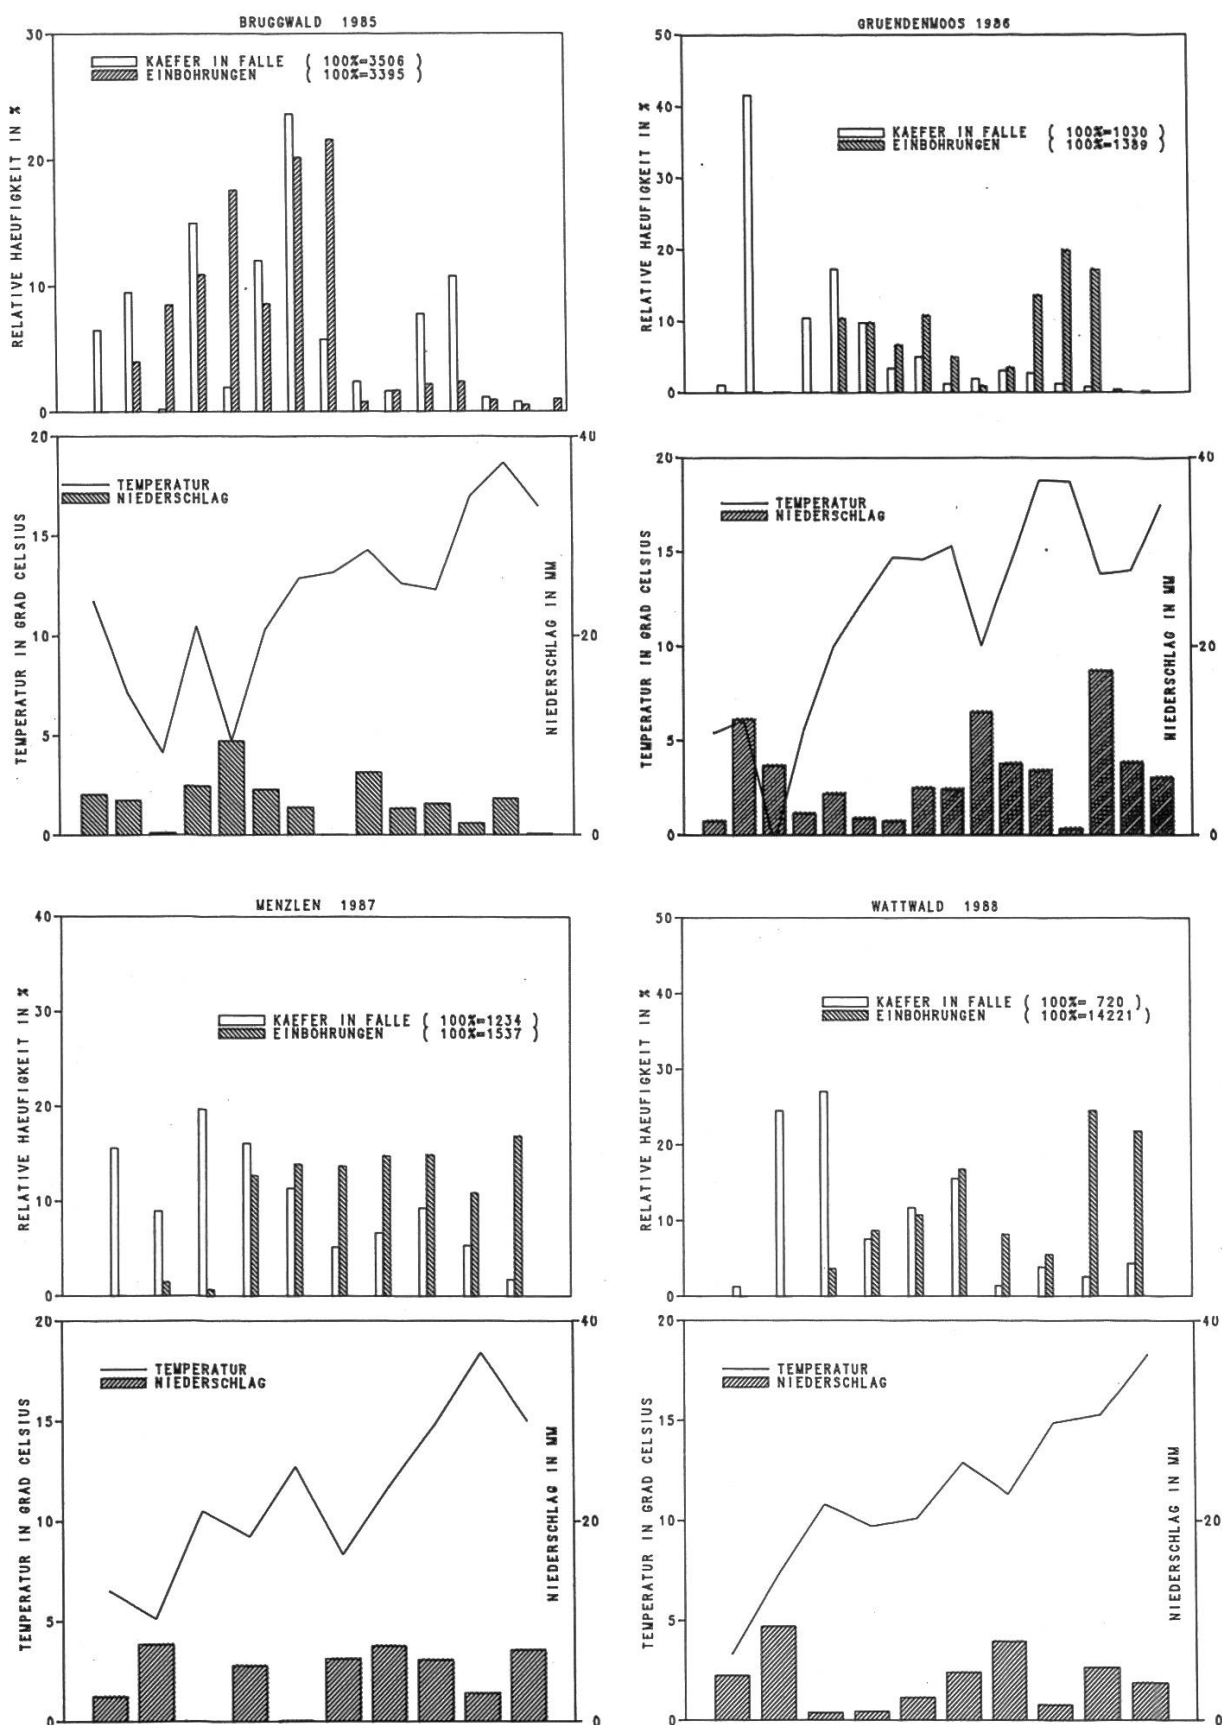 BRUGGWALD 1985
RELATIVE HAEUFIGKEIT IN %
30
20
10
0
KAEFER IN FALLE ( 100%=3506 )
EINBOHRUNGEN ( 100%=3395 )
TEMPERATUR IN GRAD CELSIUS
20
15
10
5
0
TEMPERATUR
NIEDERSCHLAG
NIEDERSCHLAG IN MM
40
20
0
GRUENDENMOOS 1986
RELATIVE HAEUFIGKEIT IN %
50
40
30
20
10
0
KAEFER IN FALLE ( 100%=1030 )
EINBOHRUNGEN ( 100%=1389 )
TEMPERATUR IN GRAD CELSIUS
20
15
10
5
0
TEMPERATUR
NIEDERSCHLAG
NIEDERSCHLAG IN MM
40
20
0
MENZLEN 1987
RELATIVE HAEUFIGKEIT IN %
40
30
20
10
0
KAEFER IN FALLE ( 100%=1234 )
EINBOHRUNGEN ( 100%=1537 )
TEMPERATUR IN GRAD CELSIUS
20
15
10
5
0
TEMPERATUR
NIEDERSCHLAG
NIEDERSCHLAG IN MM
40
20
0
WATTWALD 1988
RELATIVE HAEUFIGKEIT IN %
50
40
30
20
10
0
KAEFER IN FALLE ( 100%= 720 )
EINBOHRUNGEN ( 100%=14221 )
TEMPERATUR IN GRAD CELSIUS
20
15
10
5
0
TEMPERATUR
NIEDERSCHLAG
NIEDERSCHLAG IN MM
40
20
0